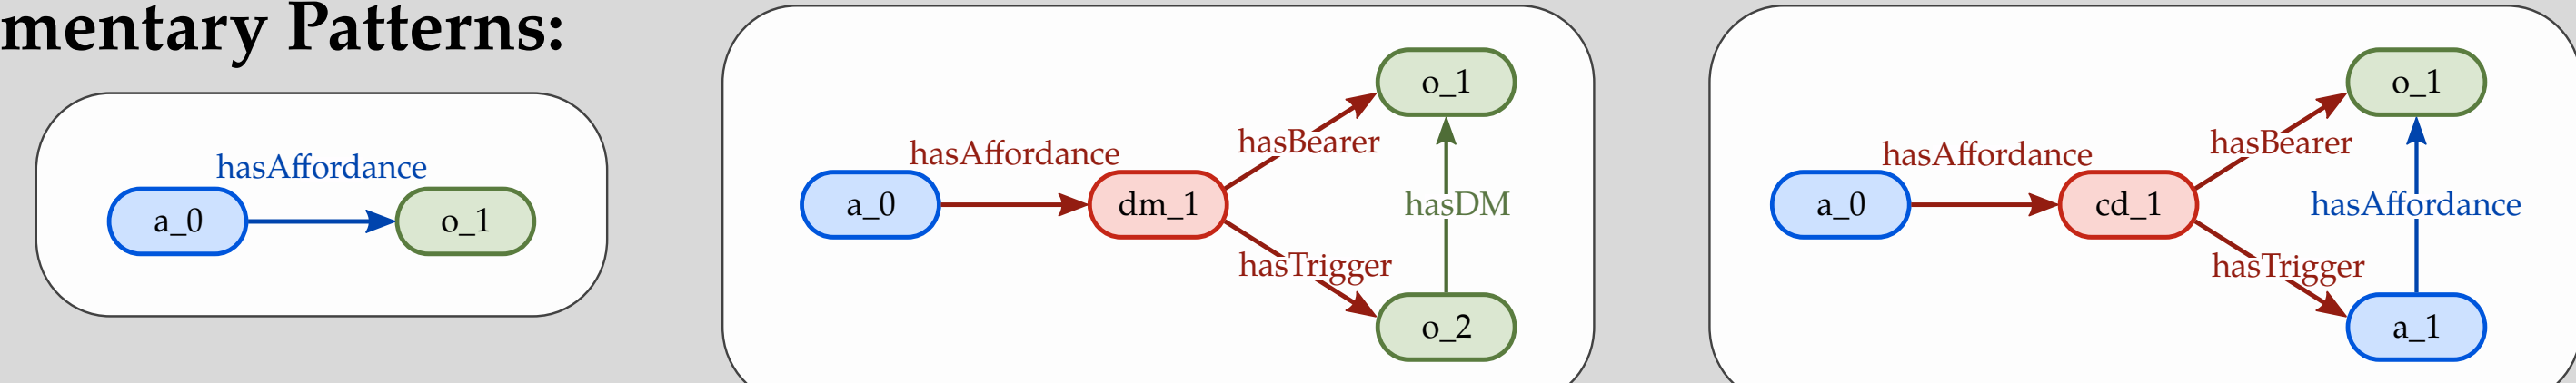 mentary Patterns:
hasAffordance
a_0
o_1
o_1
hasBearer
hasAffordance
a_0
dm_1
hasDM
hasTrigger
o_2
o_1
hasBearer
hasAffordance
a_0
cd_1
hasAffordance
hasTrigger
a_1